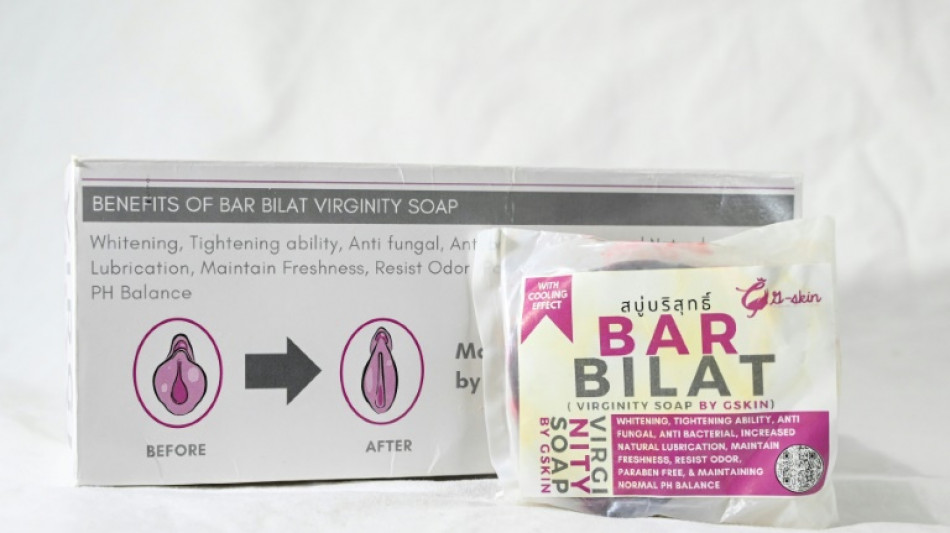 BENEFITS OF BAR BILAT VIRGINITY SOAP
Whitening, Tightening ability, Anti fungal,
Lubrication, Maintain Freshness, Resist Odor
PH Balance
BEFORE
AFTER
by
WITH
COOLING
EFFECT
สบู่บริสุทธิ์
G-skin
BAR
BILAT
( VIRGINITY SOAP BY GSKIN)
VIRGI
NITY
SOAP
BY GSKIN
WHITENING, TIGHTENING ABILITY, ANTI
FUNGAL, ANTI BACTERIAL, INCREASED
NATURAL LUBRICATION, MAINTAIN
FRESHNESS, RESIST ODOR.
PARABEN FREE, & MAINTAINING
NORMAL PH BALANCE